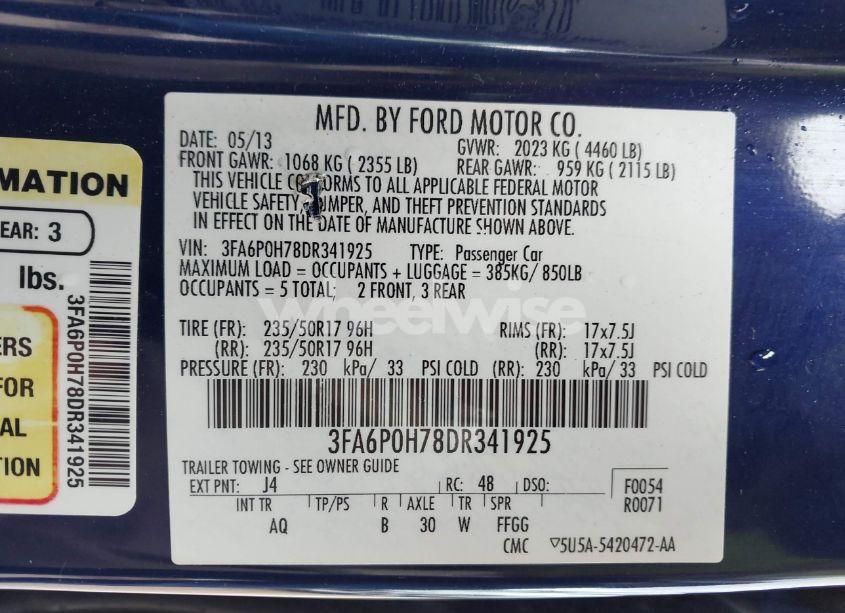 MFD. BY FORD MOTOR CO.
DATE: 05/13 GVWR: 2023 KG ( 4460 LB)
FRONT GAWR: 1068 KG ( 2355 LB) REAR GAWR: 959 KG ( 2115 LB)
THIS VEHICLE CONFORMS TO ALL APPLICABLE FEDERAL MOTOR
VEHICLE SAFETY, BUMPER, AND THEFT PREVENTION STANDARDS
IN EFFECT ON THE DATE OF MANUFACTURE SHOWN ABOVE.
VIN: 3FA6P0H78DR341925 TYPE: Passenger Car
MAXIMUM LOAD = OCCUPANTS + LUGGAGE = 385KG/ 850LB
OCCUPANTS = 5 TOTAL; 2 FRONT, 3 REAR
wheelwise
TIRE (FR): 235/50R17 96H RIMS (FR): 17x7.5J
(RR): 235/50R17 96H (RR): 17x7.5J
PRESSURE (FR): 230 kPa/ 33 PSI COLD (RR): 230 kPa/ 33 PSI COLD
3FA6P0H78DR341925
TRAILER TOWING - SEE OWNER GUIDE
EXT PNT: J4 RC: 48 DSO: F0054
INT TR TP/PS R AXLE TR SPR R0071
AQ B 30 W FFGG
CMC ▽5U5A-5420472-AA
MATION
EAR: 3
lbs.
ERS
FOR
AL
TION
3FA6P0H78DR341925